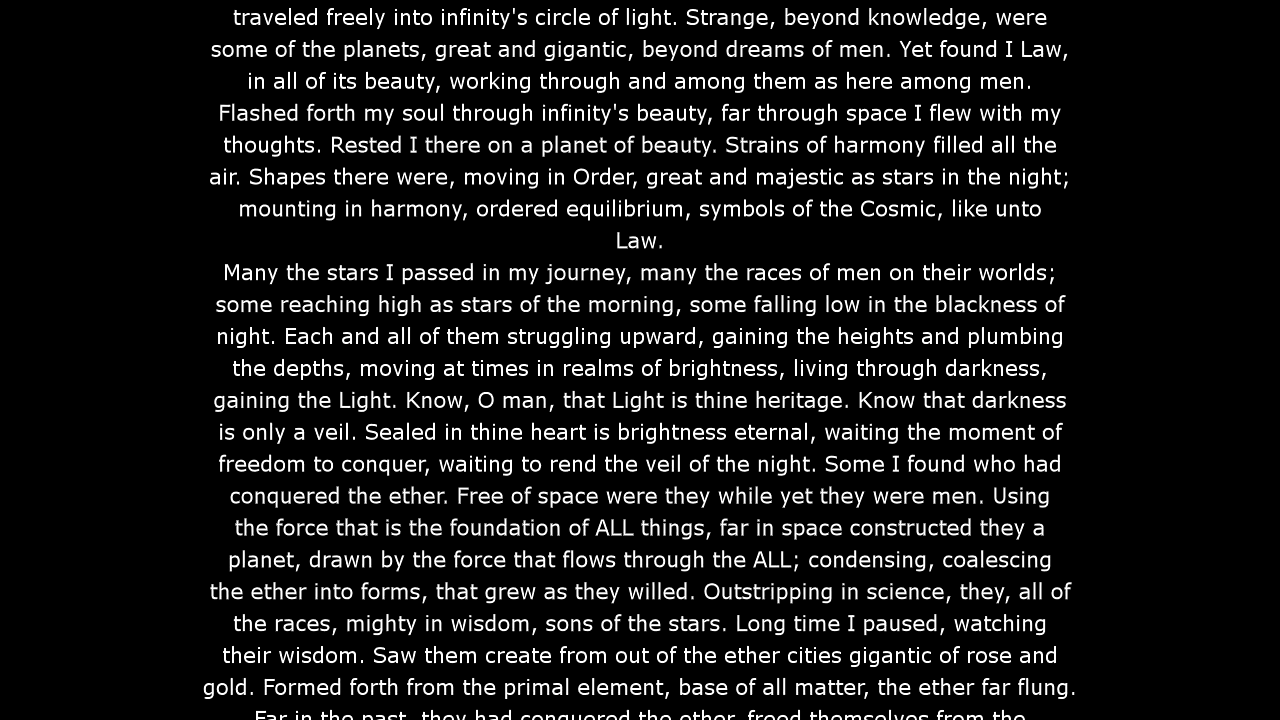 traveled freely into infinity's circle of light. Strange, beyond knowledge, were
some of the planets, great and gigantic, beyond dreams of men. Yet found I Law,
in all of its beauty, working through and among them as here among men.
Flashed forth my soul through infinity's beauty, far through space I flew with my
thoughts. Rested I there on a planet of beauty. Strains of harmony filled all the
air. Shapes there were, moving in Order, great and majestic as stars in the night;
mounting in harmony, ordered equilibrium, symbols of the Cosmic, like unto
Law.
Many the stars I passed in my journey, many the races of men on their worlds;
some reaching high as stars of the morning, some falling low in the blackness of
night. Each and all of them struggling upward, gaining the heights and plumbing
the depths, moving at times in realms of brightness, living through darkness,
gaining the Light. Know, O man, that Light is thine heritage. Know that darkness
is only a veil. Sealed in thine heart is brightness eternal, waiting the moment of
freedom to conquer, waiting to rend the veil of the night. Some I found who had
conquered the ether. Free of space were they while yet they were men. Using
the force that is the foundation of ALL things, far in space constructed they a
planet, drawn by the force that flows through the ALL; condensing, coalescing
the ether into forms, that grew as they willed. Outstripping in science, they, all of
the races, mighty in wisdom, sons of the stars. Long time I paused, watching
their wisdom. Saw them create from out of the ether cities gigantic of rose and
gold. Formed forth from the primal element, base of all matter, the ether far flung.
Far in the past, they had conquered the ether, freed themselves from the